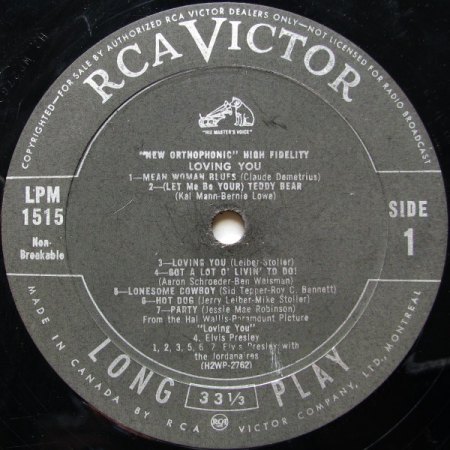 COPYRIGHTED—FOR SALE BY AUTHORIZED RCA VICTOR DEALERS ONLY—NOT LICENSED FOR RADIO BROADCAST
RCA VICTOR
"HIS MASTER'S VOICE"
"NEW ORTHOPHONIC" HIGH FIDELITY
LOVING YOU
1—MEAN WOMAN BLUES (Claude Demetrius)
2—(LET Me Be YOUR) TEDDY BEAR
(Kal Mann-Bernie Lowe)
LPM
1515
Non-
Breakable
SIDE
1
3—LOVING YOU (Leiber-Stoller)
4—GOT A LOT O' LIVIN' TO DO!
(Aaron Schroeder-Ben Weisman)
5—LONESOME COWBOY (Sid Tepper-Roy C. Bennett)
6—HOT DOG (Jerry Leiber-Mike Stoller)
7—PARTY (Jessie Mae Robinson)
From the Hal Wallis-Paramount Picture
"Loving You"
4. Elvis Presley
1, 2, 3, 5, 6, 7. Elvis Presley with
the Jordanaires
(H2WP-2762)
LONG 33 1/3 PLAY
MADE IN CANADA BY RCA VICTOR COMPANY, LTD., MONTREAL
RCA